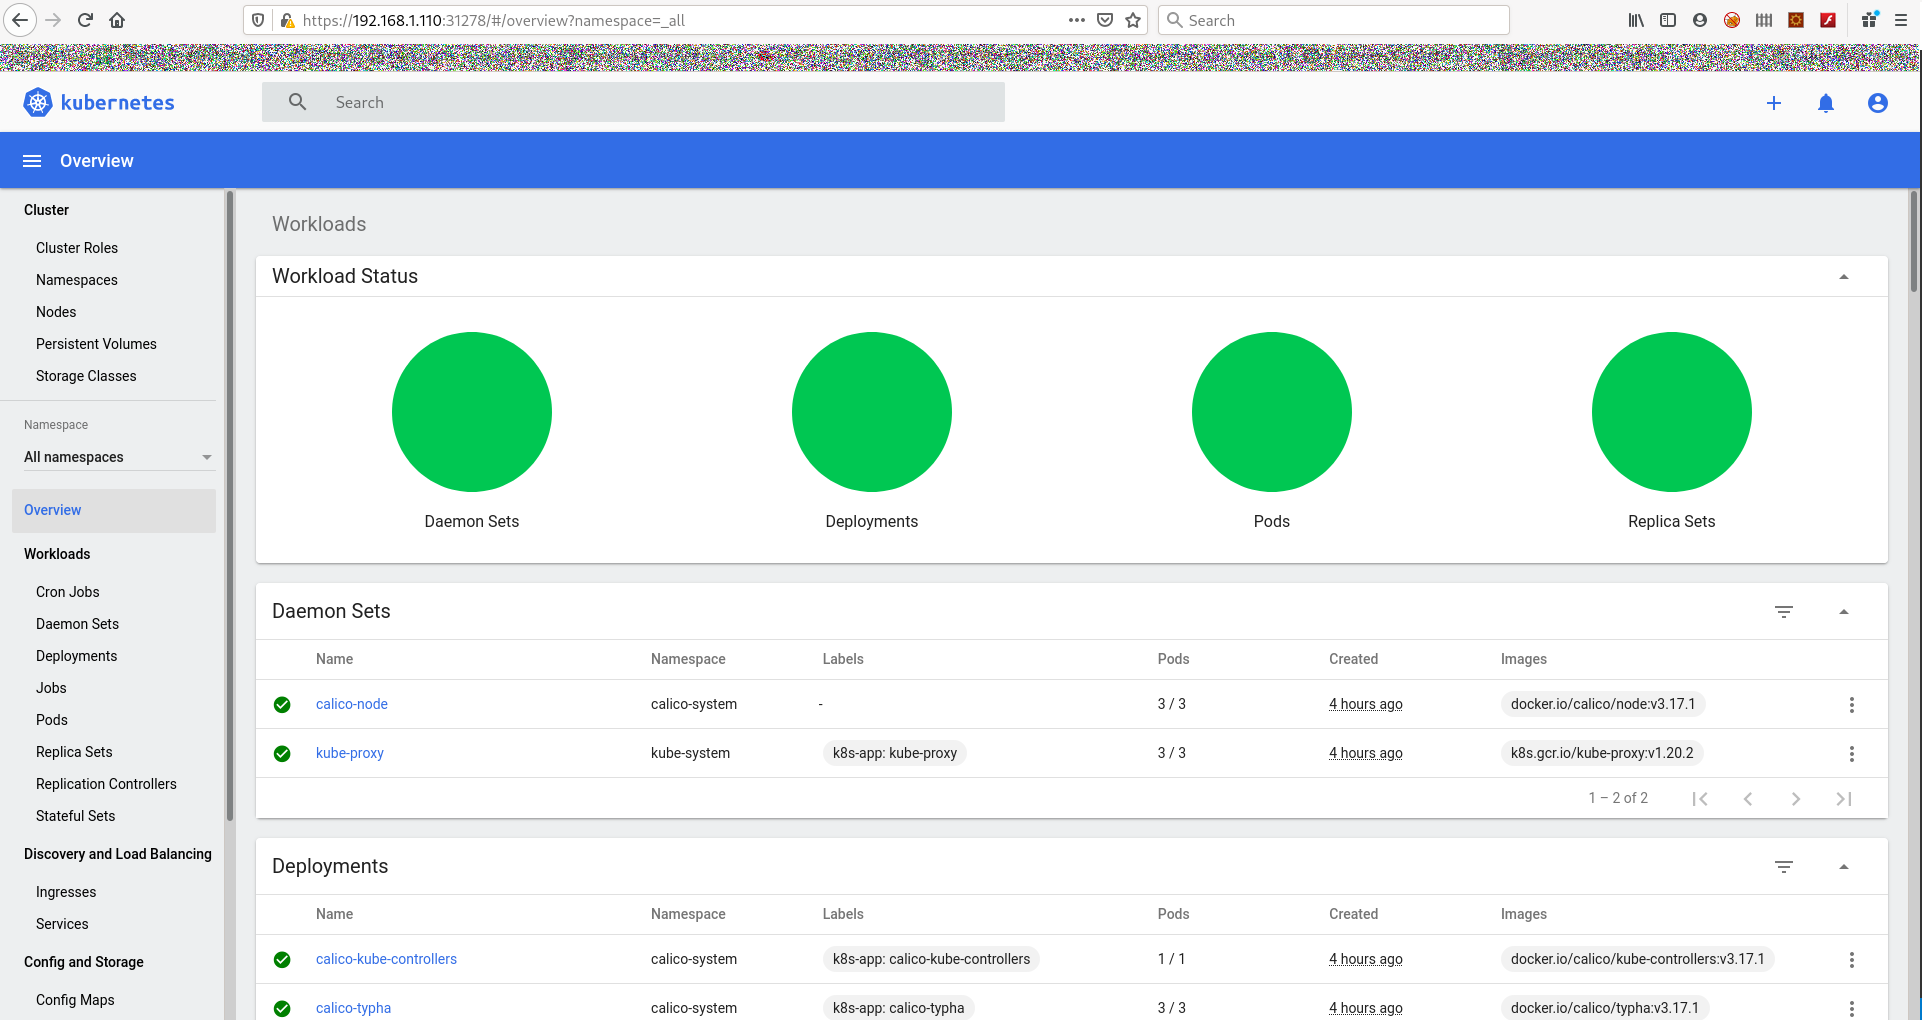 https://192.168.1.110:31278/#/overview?namespace=_all
Search
kubernetes
Search
Overview
Cluster
Cluster Roles
Namespaces
Nodes
Persistent Volumes
Storage Classes
Namespace
All namespaces
Overview
Workloads
Cron Jobs
Daemon Sets
Deployments
Jobs
Pods
Replica Sets
Replication Controllers
Stateful Sets
Discovery and Load Balancing
Ingresses
Services
Config and Storage
Config Maps
Workloads
Workload Status
Daemon Sets
Deployments
Pods
Replica Sets
Daemon Sets
Name Namespace Labels Pods Created Images
calico-node calico-system - 3 / 3 4 hours ago docker.io/calico/node:v3.17.1
kube-proxy kube-system k8s-app: kube-proxy 3 / 3 4 hours ago k8s.gcr.io/kube-proxy:v1.20.2
1 – 2 of 2
Deployments
Name Namespace Labels Pods Created Images
calico-kube-controllers calico-system k8s-app: calico-kube-controllers 1 / 1 4 hours ago docker.io/calico/kube-controllers:v3.17.1
calico-typha calico-system k8s-app: calico-typha 3 / 3 4 hours ago docker.io/calico/typha:v3.17.1